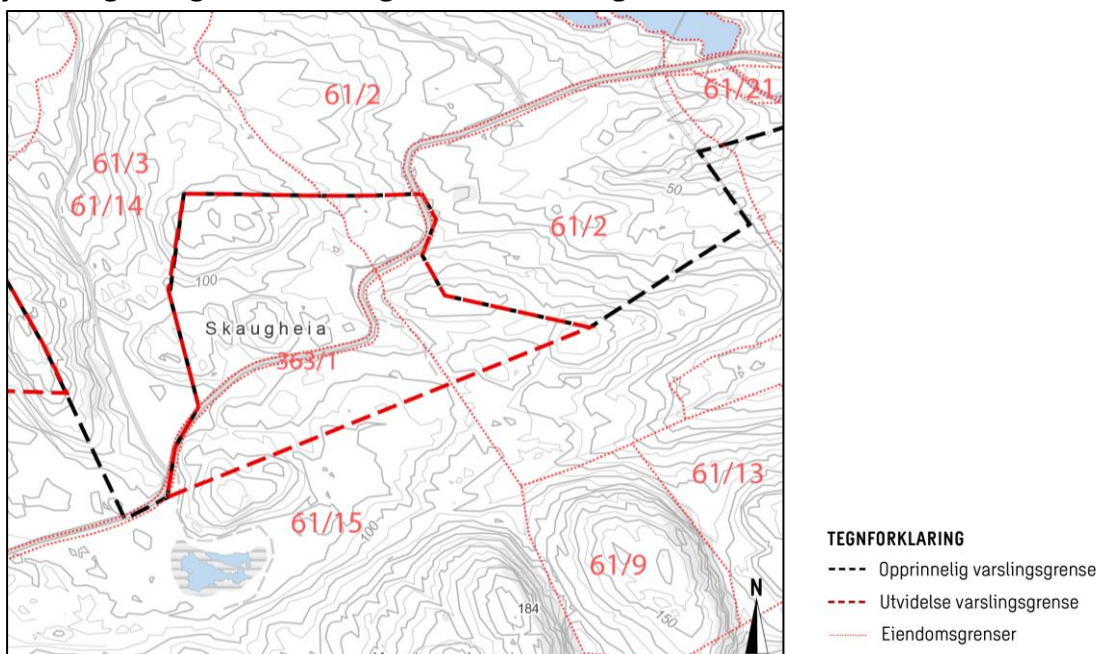 61/2
61/21
61/3
61/14
50
61/2
100
Skaugheia
363/1
61/13
61/15
100
61/9
184
150
N
TEGNFORKLARING
Opprinnelig varslingsgrense
Utvidelse varslingsgrense
Eiendomsgrenser